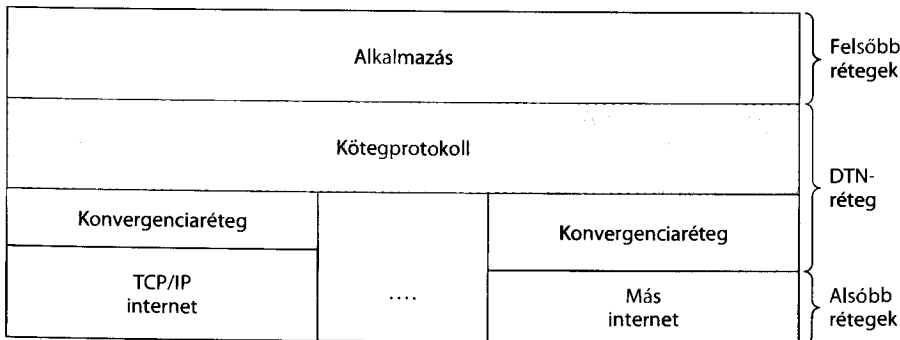 Alkalmazás
Felsőbb
rétegek
Kötegprotokoll
DTN-
réteg
Konvergenciaréteg
Konvergenciaréteg
TCP/IP
internet
....
Más
internet
Alsóbb
rétegek